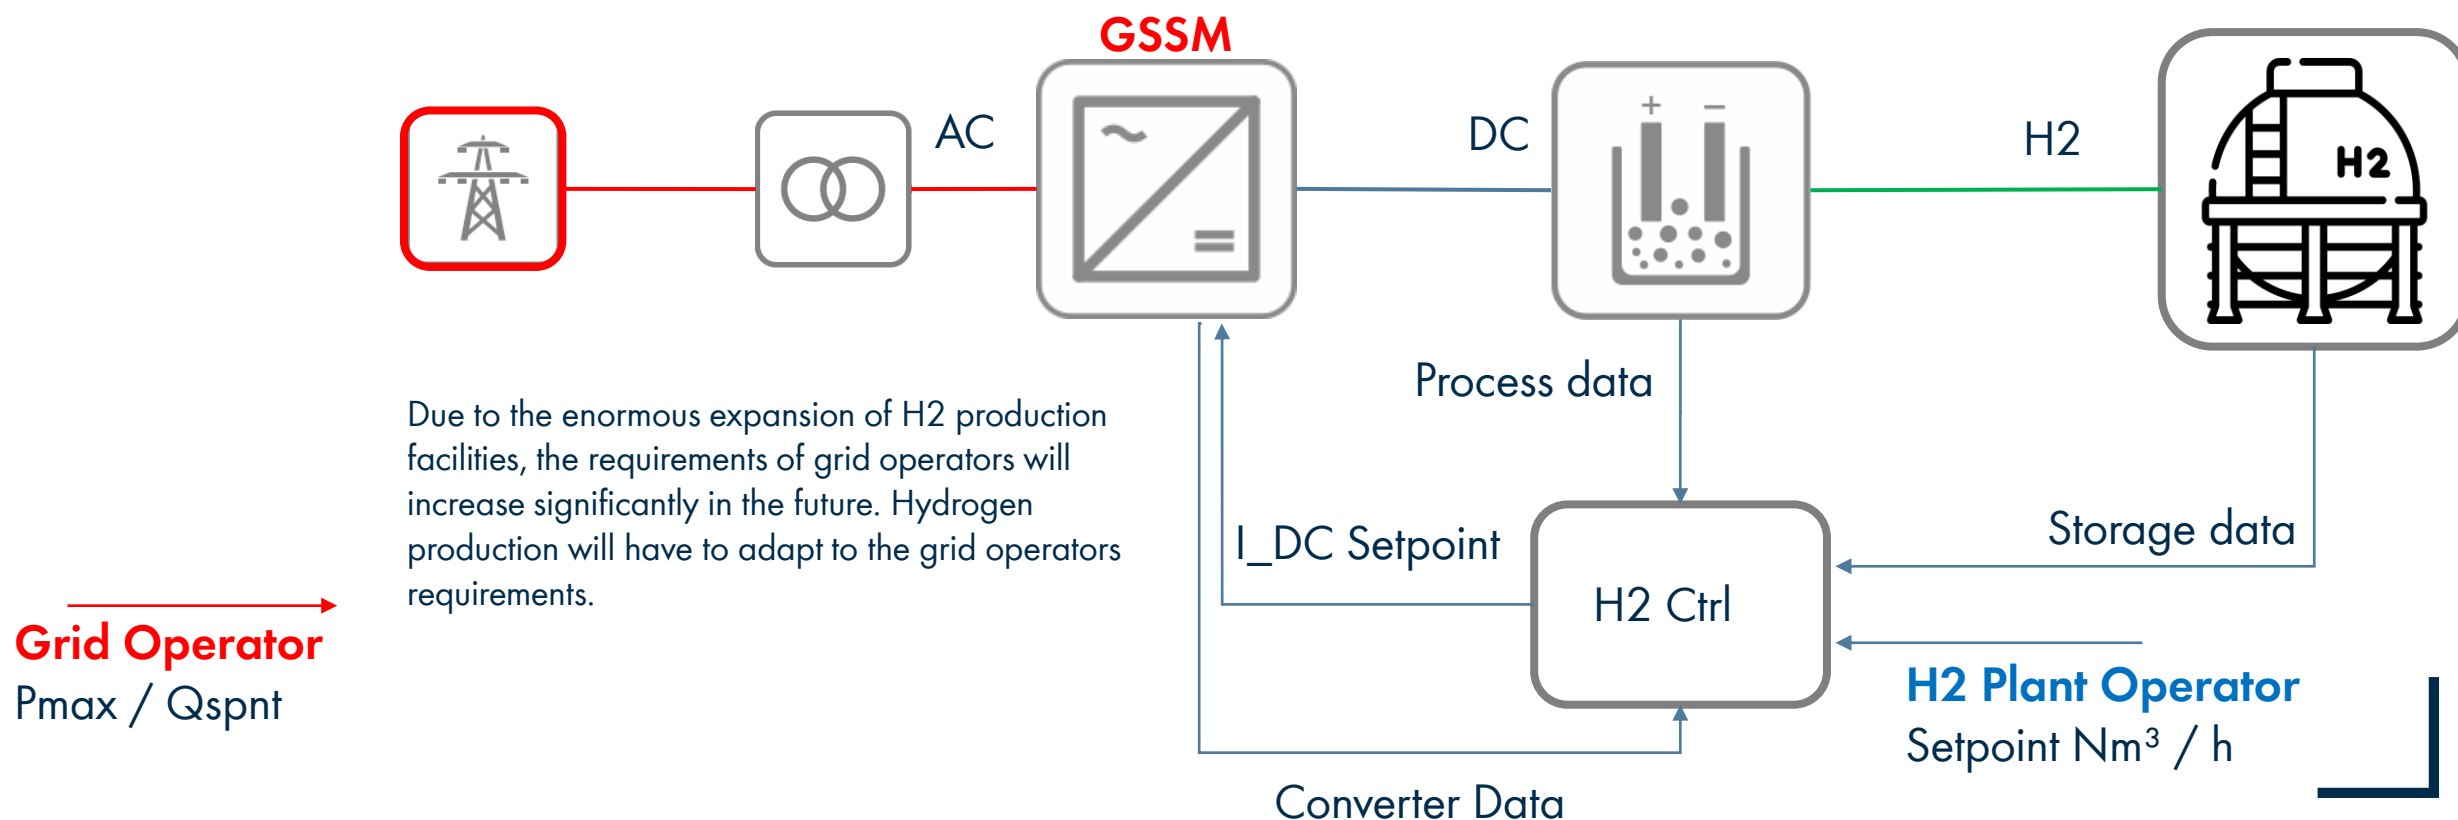 GSSM
AC
DC
+ −
H2
H2
Process data
Due to the enormous expansion of H2 production
facilities, the requirements of grid operators will
increase significantly in the future. Hydrogen
production will have to adapt to the grid operators
requirements.
I_DC Setpoint
Storage data
H2 Ctrl
Grid Operator
Pmax / Qspnt
H2 Plant Operator
Setpoint Nm³ / h
Converter Data